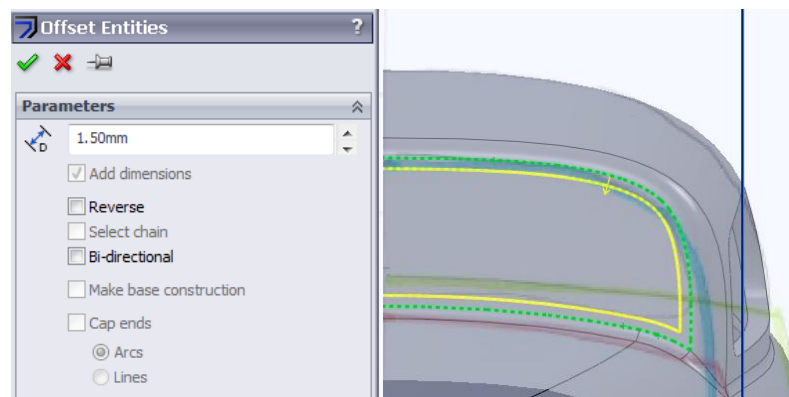 Offset Entities ?
Parameters
D 1.50mm
Add dimensions
Reverse
Select chain
Bi-directional
Make base construction
Cap ends
Arcs
Lines